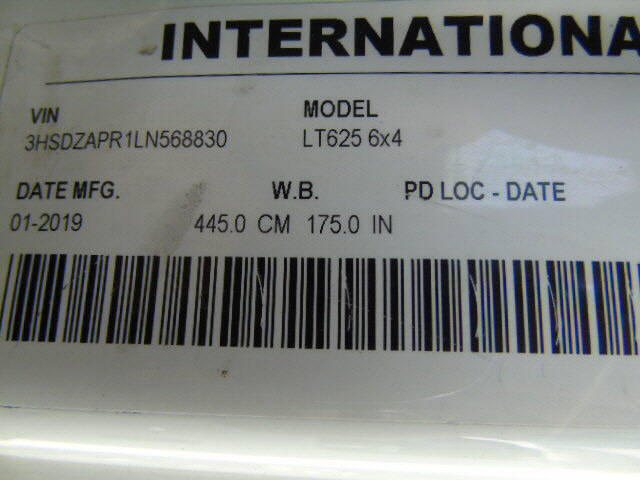 INTERNATIONA
VIN MODEL
3HSDZAPR1LN568830 LT625 6x4
DATE MFG. W.B. PD LOC - DATE
01-2019 445.0 CM 175.0 IN